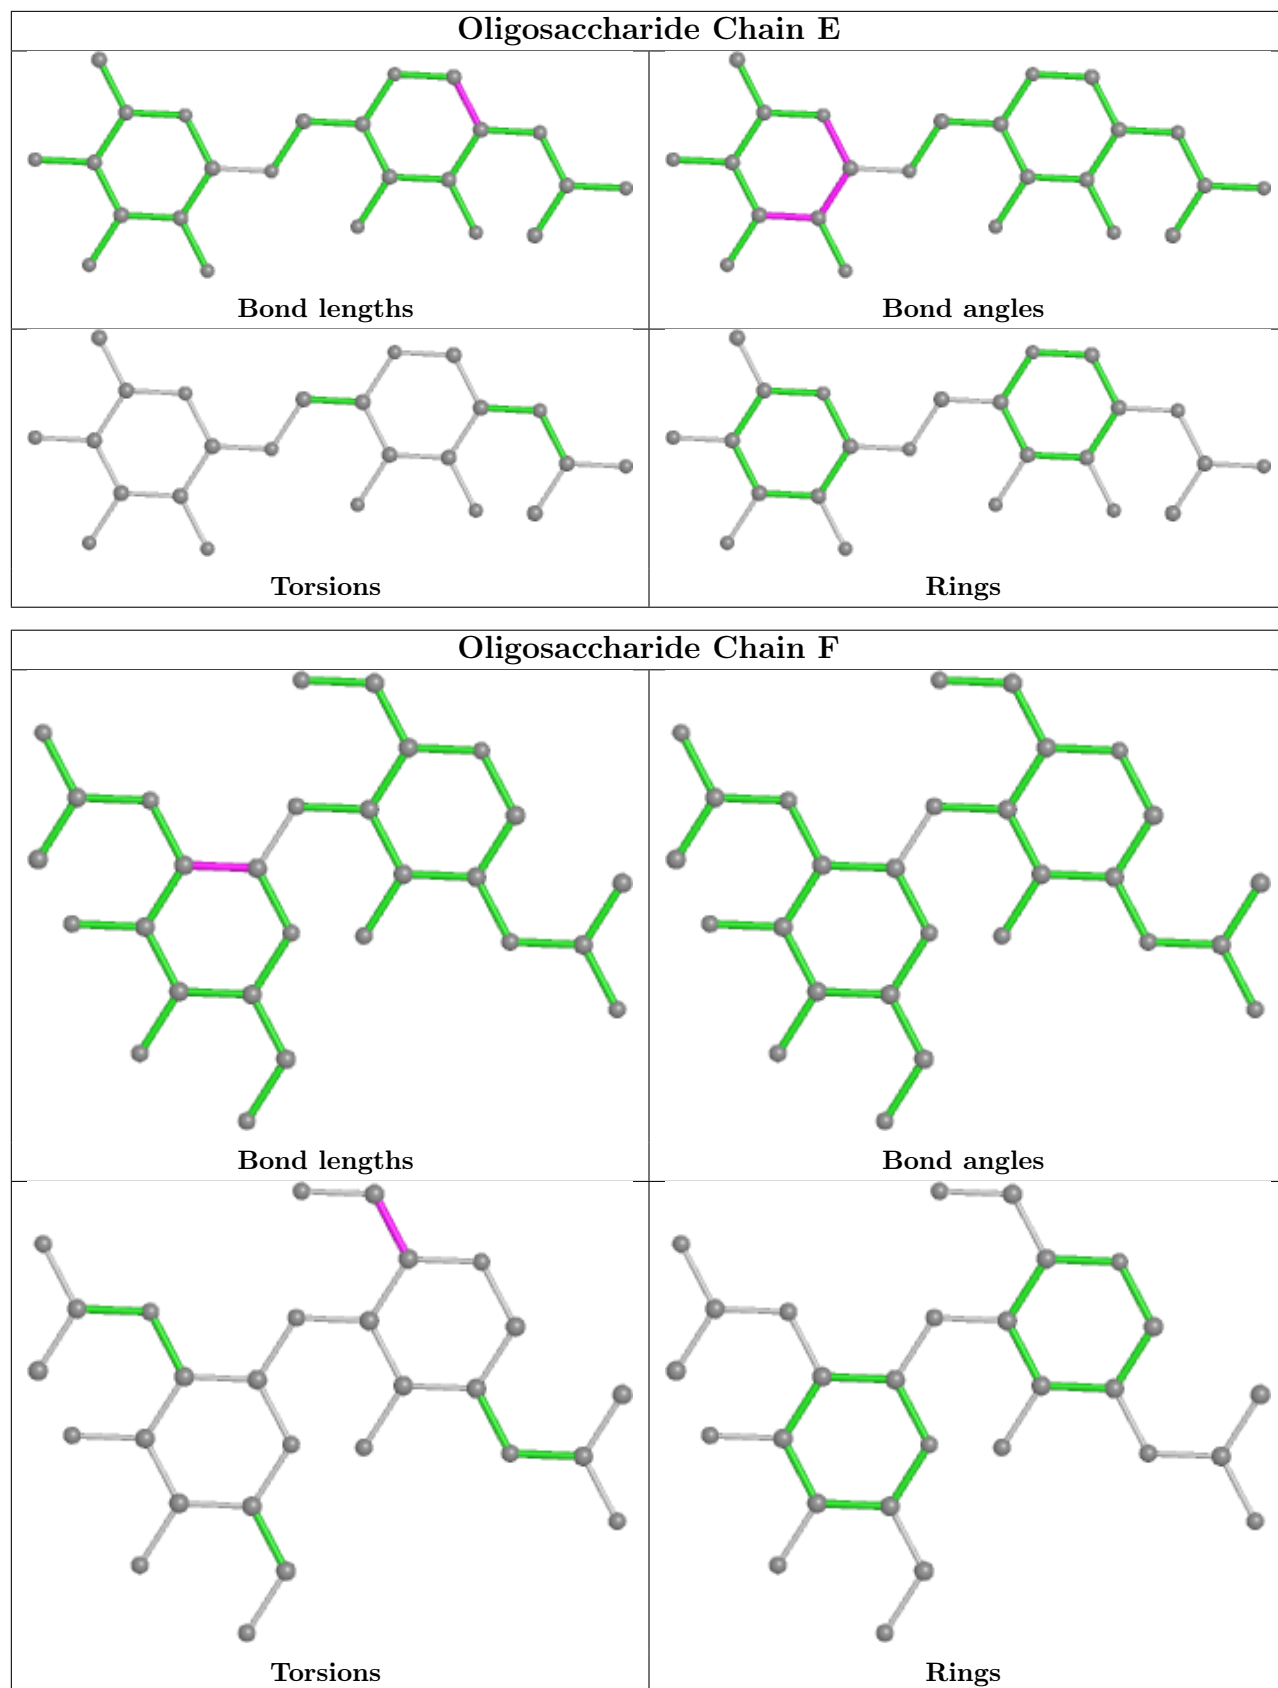 Oligosaccharide Chain E
Bond lengths
Bond angles
Torsions
Rings
Oligosaccharide Chain F
Bond lengths
Bond angles
Torsions
Rings